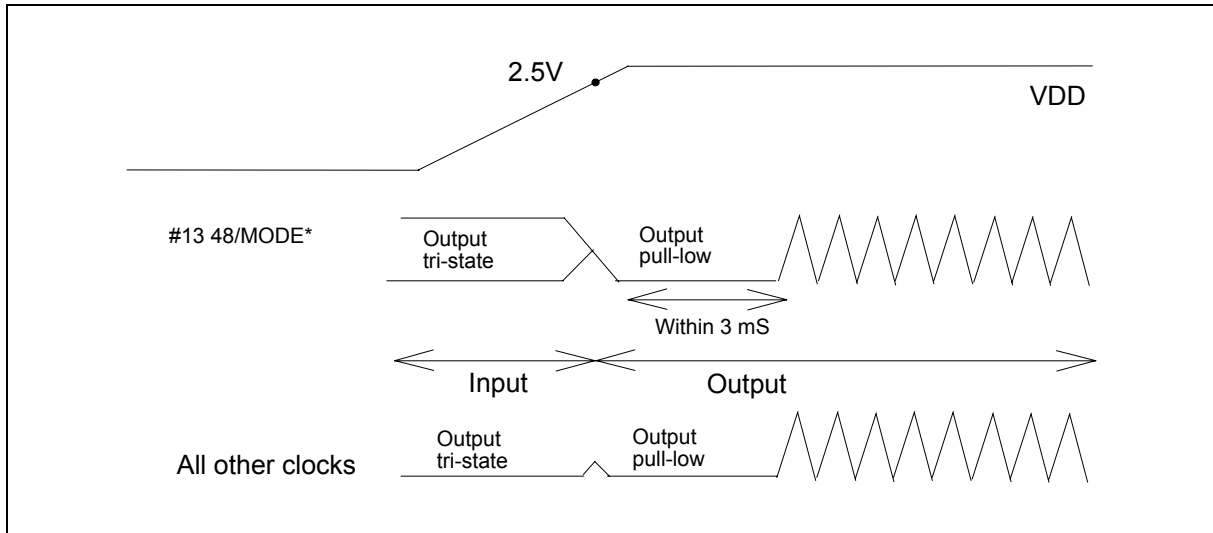 2.5V
VDD
#13 48/MODE*
Output
tri-state
Output
pull-low
Within 3 mS
Input
Output
All other clocks
Output
tri-state
Output
pull-low